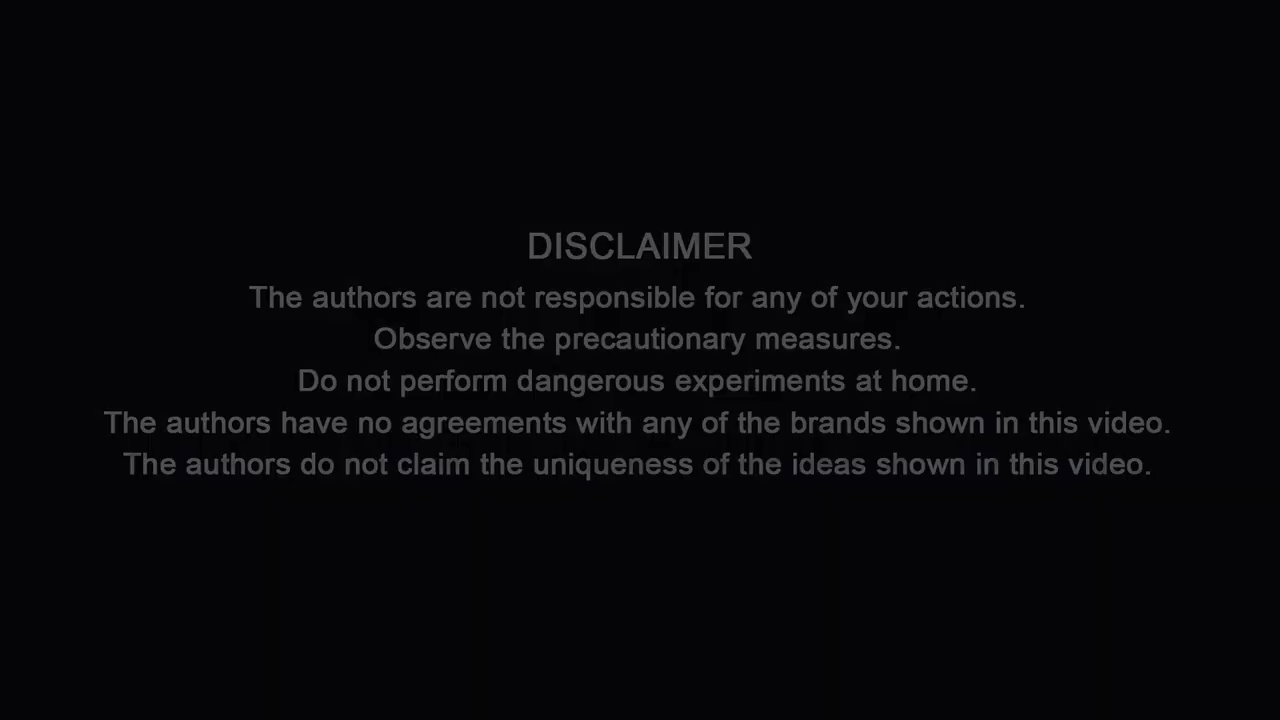 DISCLAIMER
The authors are not responsible for any of your actions.
Observe the precautionary measures.
Do not perform dangerous experiments at home.
The authors have no agreements with any of the brands shown in this video.
The authors do not claim the uniqueness of the ideas shown in this video.